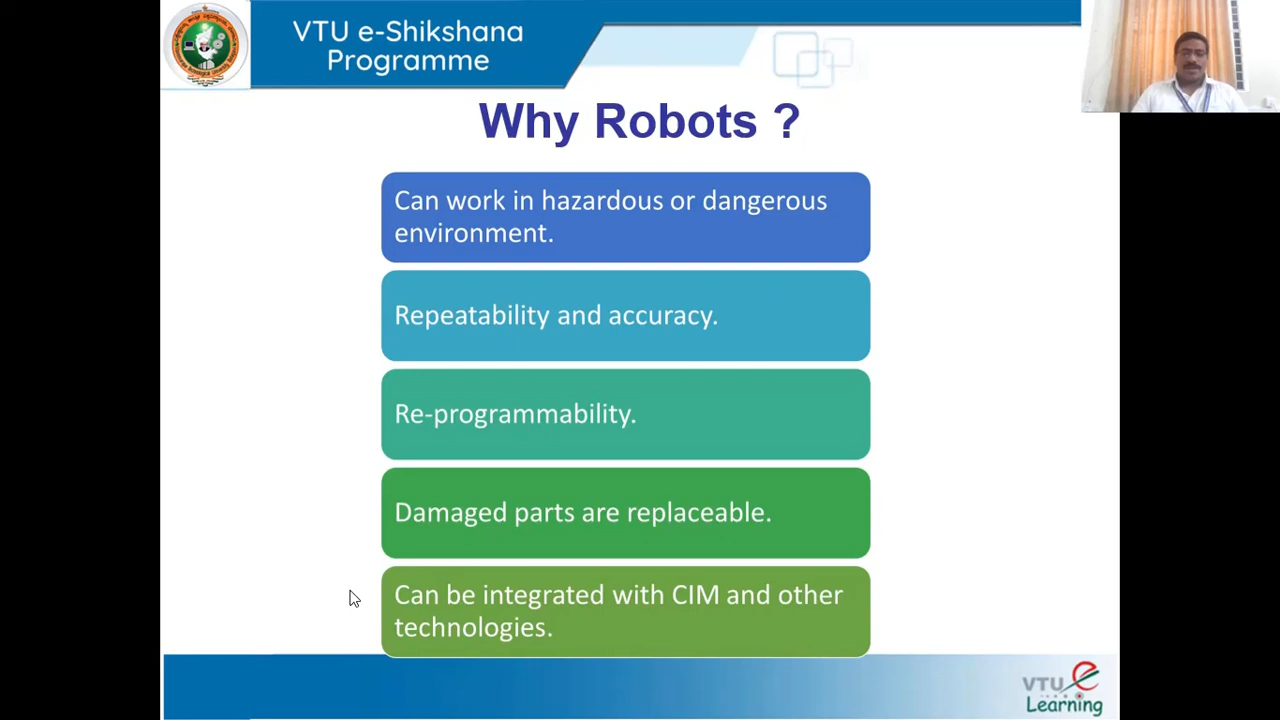 VTU e-Shikshana
Programme
Why Robots ?
Can work in hazardous or dangerous
environment.
Repeatability and accuracy.
Re-programmability.
Damaged parts are replaceable.
Can be integrated with CIM and other
technologies.
VTU e
Learning